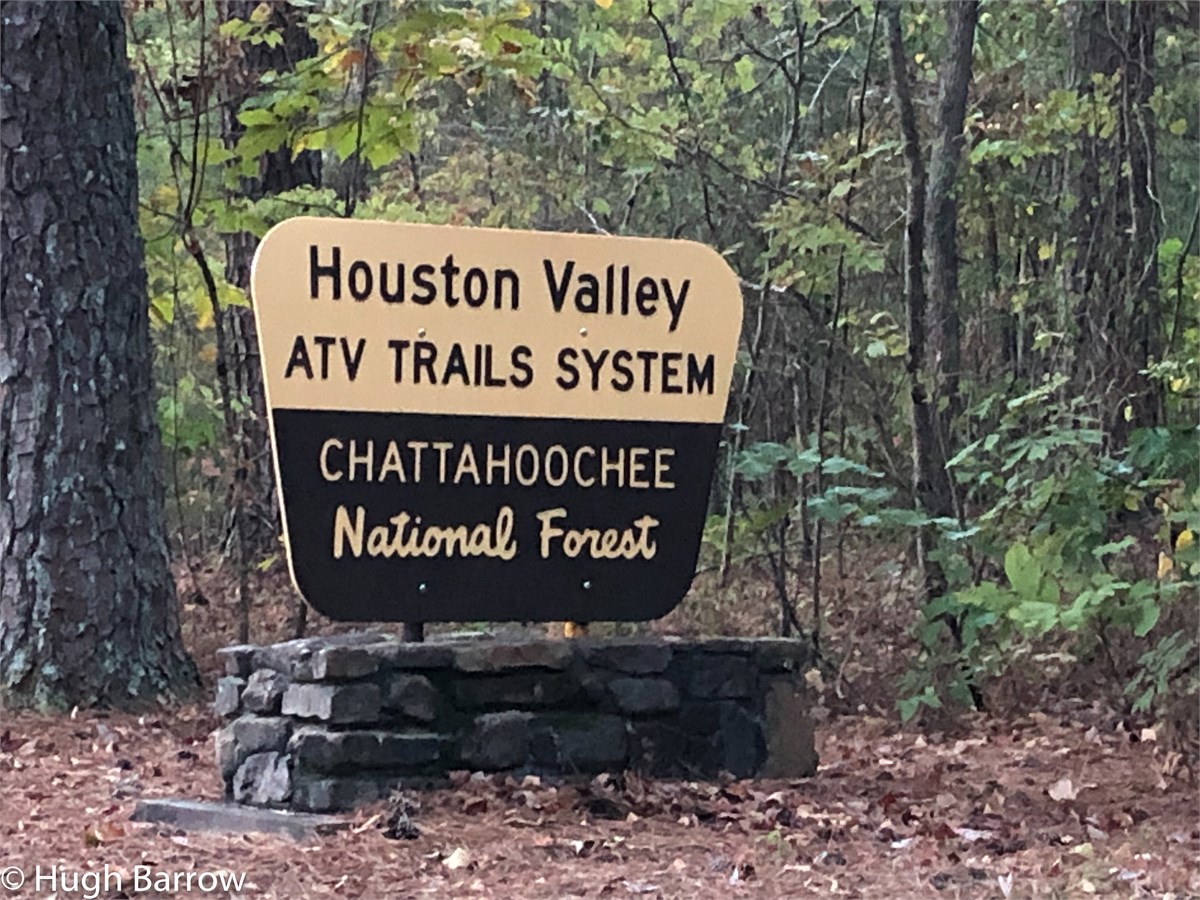 Houston Valley
ATV TRAILS SYSTEM
CHATTAHOOCHEE
National Forest
© Hugh Barrow